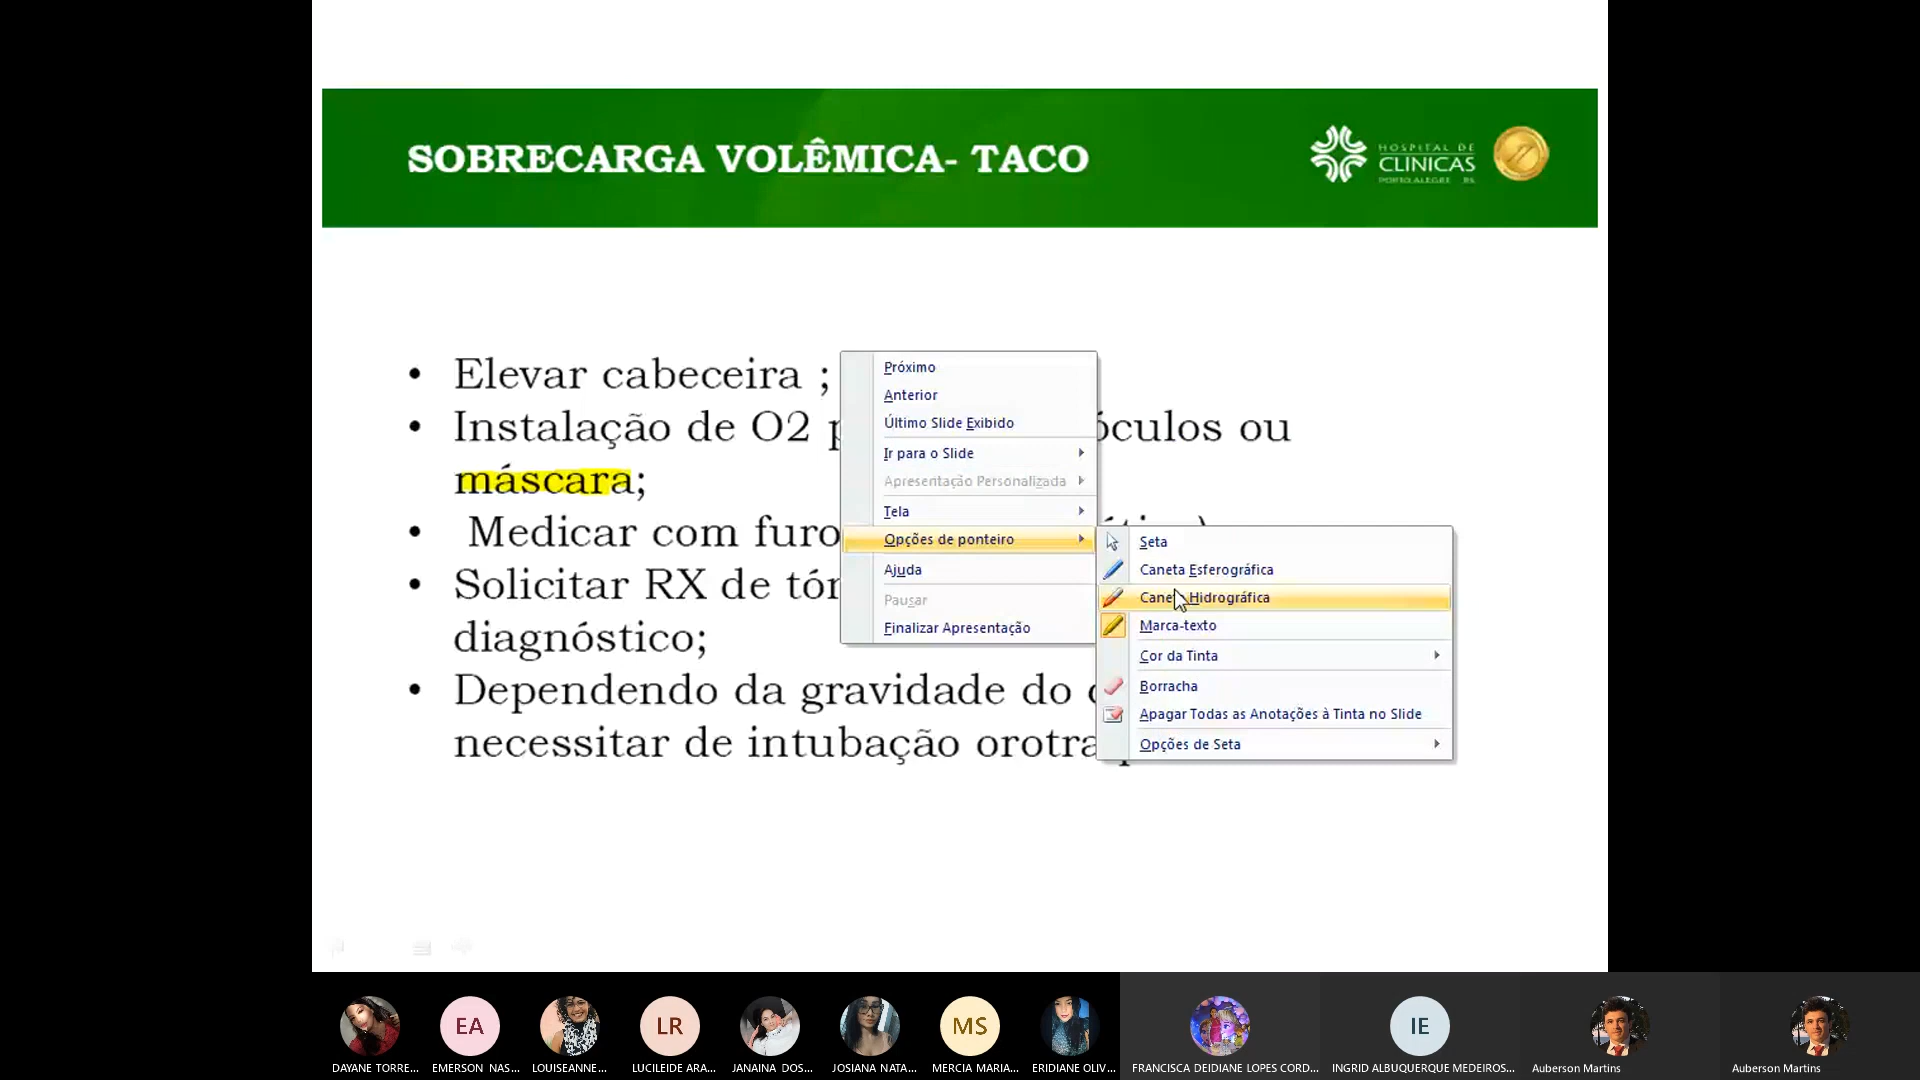 SOBRECARGA VOLÊMICA- TACO
HOSPITAL DE
CLINICAS
PORTO ALEGRE RS
• Elevar cabeceira ;
• Instalação de O2 óculos ou
máscara;
• Medicar com
• Solicitar RX de
diagnóstico;
• Dependendo da gravidade do
necessitar de intubação
Próximo
Anterior
Último Slide Exibido
Ir para o Slide
Apresentação Personalizada
Tela
Opções de ponteiro
Ajuda
Pausar
Finalizar Apresentação
Seta
Caneta Esferográfica
Caneta Hidrográfica
Marca-texto
Cor da Tinta
Borracha
Apagar Todas as Anotações à Tinta no Slide
Opções de Seta
EA LR MS IE
DAYANE TORRE... EMERSON NAS... LOUISEANNE... LUCILEIDE ARA... JANAINA DOS... JOSIANA NATA... MERCIA MARIA... ERIDIANE OLIV... FRANCISCA DEIDIANE LOPES CORD... INGRID ALBUQUERQUE MEDEIROS... Auberson Martins Auberson Martins